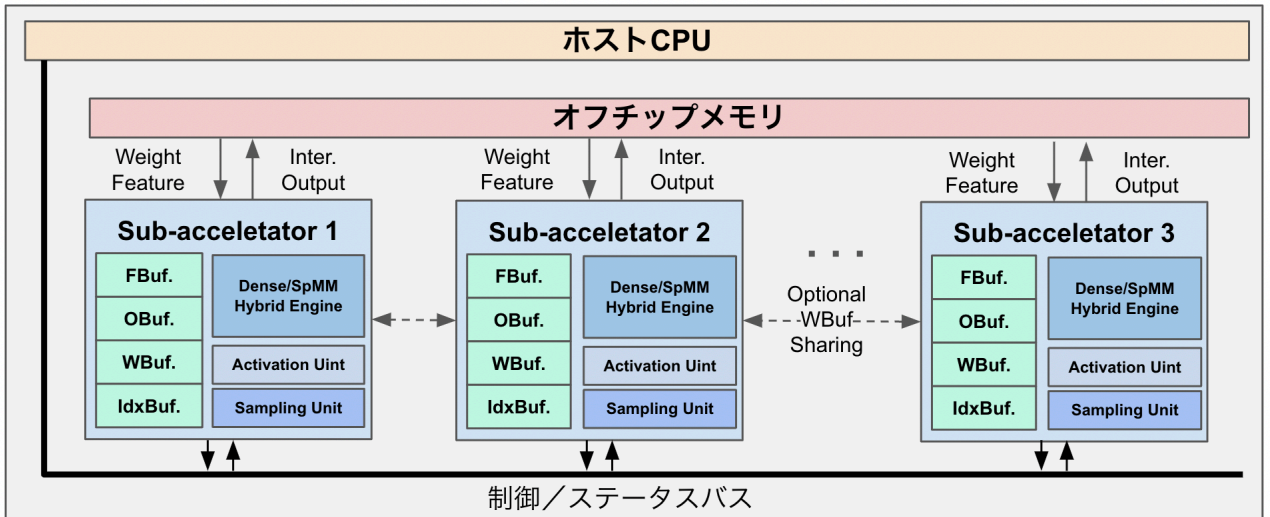 ホストCPU
オフチップメモリ
Weight
Feature
Inter.
Output
Weight
Feature
Inter.
Output
Weight
Feature
Inter.
Output
Sub-acceletator 1
FBuf.
OBuf.
WBuf.
IdxBuf.
Dense/SpMM
Hybrid Engine
Activation Uint
Sampling Unit
Sub-acceletator 2
FBuf.
OBuf.
WBuf.
IdxBuf.
Dense/SpMM
Hybrid Engine
Activation Uint
Sampling Unit
. . .
Optional
WBuf
Sharing
Sub-acceletator 3
FBuf.
OBuf.
WBuf.
IdxBuf.
Dense/SpMM
Hybrid Engine
Activation Uint
Sampling Unit
制御／ステータスバス